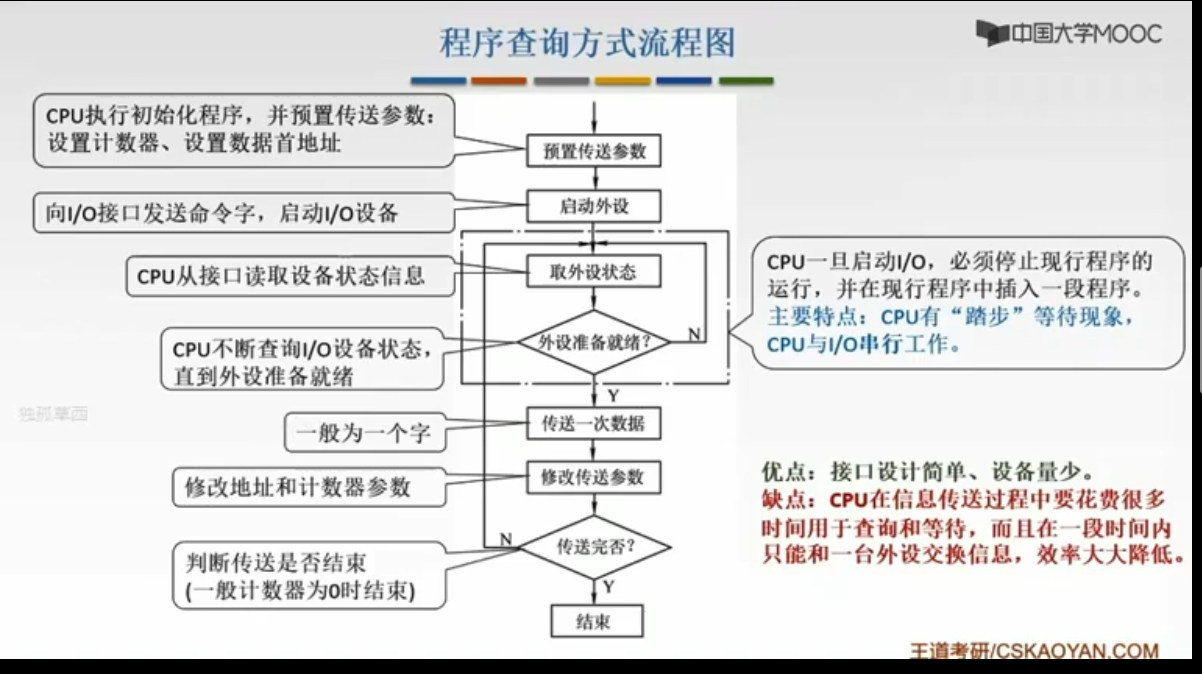 程序查询方式流程图
中国大学MOOC
CPU执行初始化程序，并预置传送参数：
设置计数器、设置数据首地址
预置传送参数
向I/O接口发送命令字，启动I/O设备
启动外设
CPU从接口读取设备状态信息
取外设状态
CPU不断查询I/O设备状态，
直到外设准备就绪
外设准备就绪？
N
Y
CPU一旦启动I/O，必须停止现行程序的
运行，并在现行程序中插入一段程序。
主要特点：CPU有“踏步”等待现象，
CPU与I/O串行工作。
独孤草西
一般为一个字
传送一次数据
修改地址和计数器参数
修改传送参数
判断传送是否结束
(一般计数器为0时结束)
N
传送完否？
Y
结束
优点：接口设计简单、设备量少。
缺点：CPU在信息传送过程中要花费很多
时间用于查询和等待，而且在一段时间内
只能和一台外设交换信息，效率大大降低。
王道考研/CSKAOYAN.COM